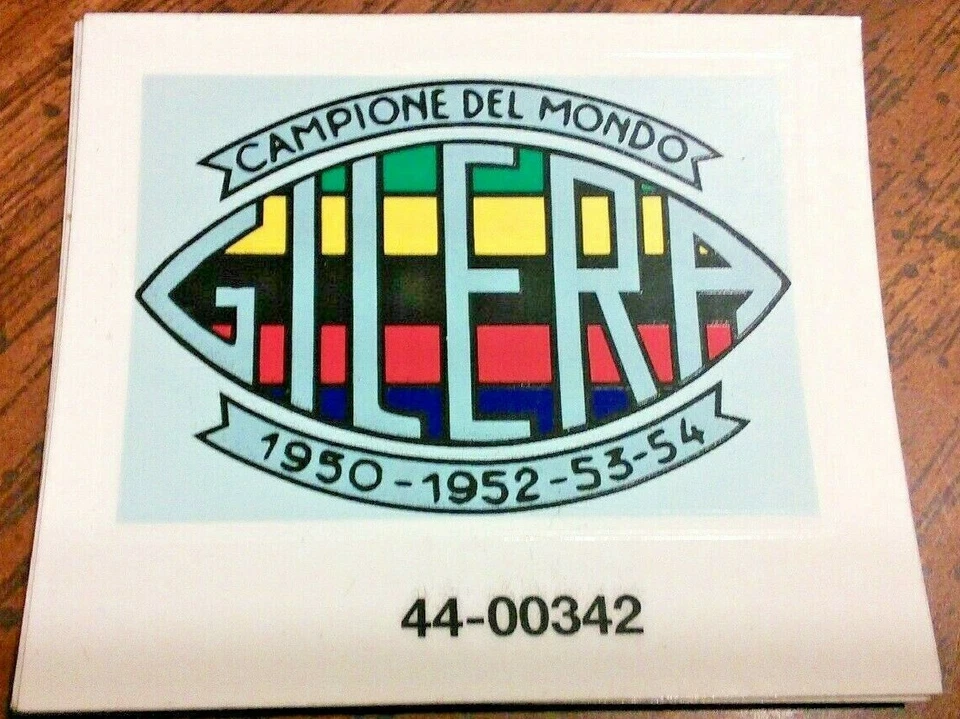 CAMPIONE DEL MONDO
GILERA
1950-1952-53-54
44-00342